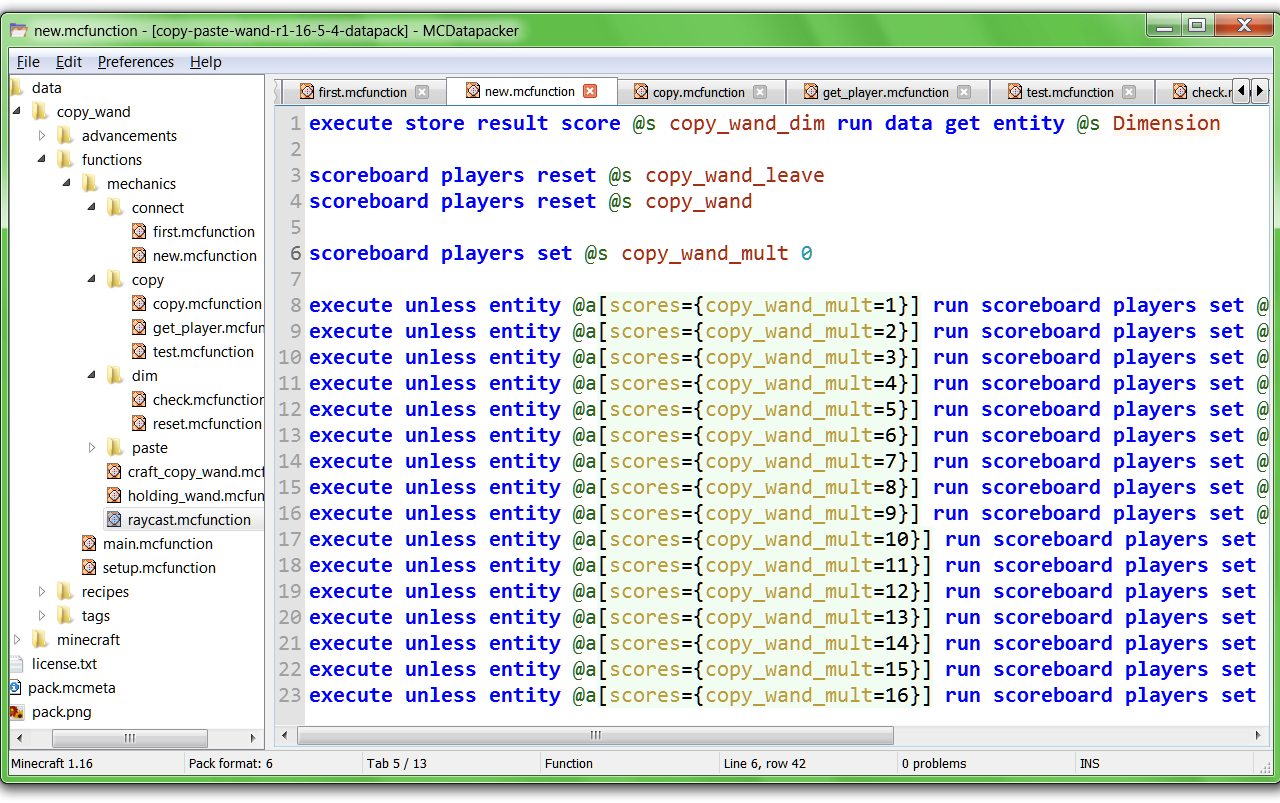 new.mcfunction - [copy-paste-wand-r1-16-5-4-datapack] - MCDatapacker
File Edit Preferences Help
data
copy_wand
advancements
functions
mechanics
connect
first.mcfunction
new.mcfunction
copy
copy.mcfunction
get_player.mcfun
test.mcfunction
dim
check.mcfunction
reset.mcfunction
paste
craft_copy_wand.mcf
holding_wand.mcfun
raycast.mcfunction
main.mcfunction
setup.mcfunction
recipes
tags
minecraft
license.txt
pack.mcmeta
pack.png
first.mcfunction new.mcfunction copy.mcfunction get_player.mcfunction test.mcfunction check.m
1 execute store result score @s copy_wand_dim run data get entity @s Dimension
2
3 scoreboard players reset @s copy_wand_leave
4 scoreboard players reset @s copy_wand
5
6 scoreboard players set @s copy_wand_mult 0
7
8 execute unless entity @a[scores={copy_wand_mult=1}] run scoreboard players set @
9 execute unless entity @a[scores={copy_wand_mult=2}] run scoreboard players set @
10 execute unless entity @a[scores={copy_wand_mult=3}] run scoreboard players set @
11 execute unless entity @a[scores={copy_wand_mult=4}] run scoreboard players set @
12 execute unless entity @a[scores={copy_wand_mult=5}] run scoreboard players set @
13 execute unless entity @a[scores={copy_wand_mult=6}] run scoreboard players set @
14 execute unless entity @a[scores={copy_wand_mult=7}] run scoreboard players set @
15 execute unless entity @a[scores={copy_wand_mult=8}] run scoreboard players set @
16 execute unless entity @a[scores={copy_wand_mult=9}] run scoreboard players set @
17 execute unless entity @a[scores={copy_wand_mult=10}] run scoreboard players set
18 execute unless entity @a[scores={copy_wand_mult=11}] run scoreboard players set
19 execute unless entity @a[scores={copy_wand_mult=12}] run scoreboard players set
20 execute unless entity @a[scores={copy_wand_mult=13}] run scoreboard players set
21 execute unless entity @a[scores={copy_wand_mult=14}] run scoreboard players set
22 execute unless entity @a[scores={copy_wand_mult=15}] run scoreboard players set
23 execute unless entity @a[scores={copy_wand_mult=16}] run scoreboard players set
Minecraft 1.16 Pack format: 6 Tab 5 / 13 Function Line 6, row 42 0 problems INS